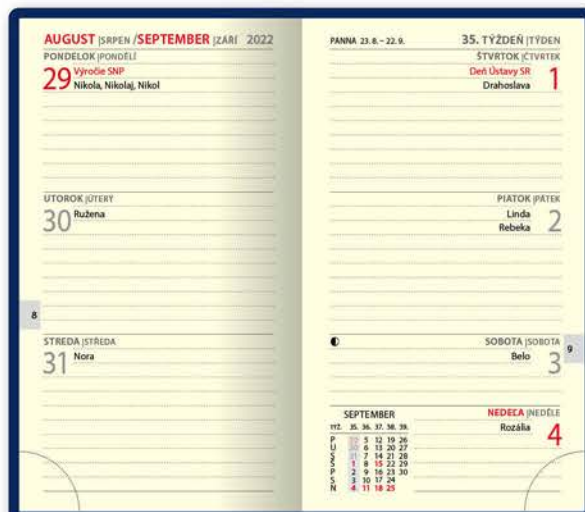 AUGUST |SRPEN /SEPTEMBER |ZÁŘÍ 2022
PONDELOK |PONDĚLÍ
29 Výročie SNP
Nikola, Nikolaj, Nikol
UTOROK |ÚTERÝ
30 Ružena
8
STREDA |STŘEDA
31 Nora
PANNA 23. 8. – 22. 9. 35. TÝŽDEŇ |TÝDEN
ŠTVRTOK |ČTVRTEK
Deň Ústavy SR 1
Drahoslava
PIATOK |PÁTEK
Linda 2
Rebeka
SOBOTA |SOBOTA
Belo 3
9
NEDEĽA |NEDĚLE
Rozália 4
SEPTEMBER
TÝŽ. 35. 36. 37. 38. 39.
P 29 5 12 19 26
U 30 6 13 20 27
S 31 7 14 21 28
Š 1 8 15 22 29
P 2 9 16 23 30
S 3 10 17 24
N 4 11 18 25